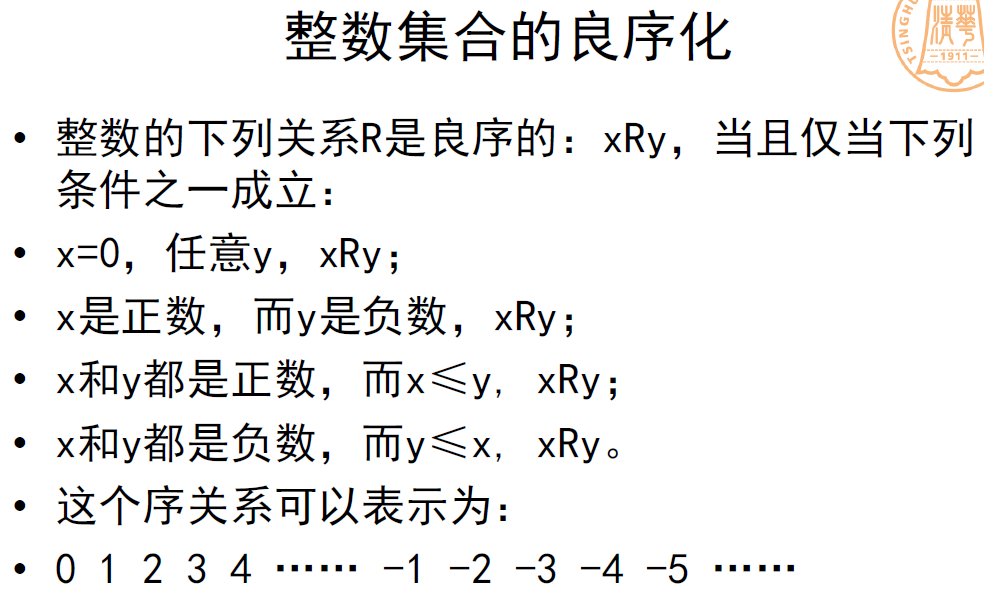 整数集合的良序化
TSINGHU
清華
-1911-
• 整数的下列关系R是良序的：xRy，当且仅当下列
条件之一成立：
• x=0，任意y，xRy；
• x是正数，而y是负数，xRy；
• x和y都是正数，而x≤y, xRy；
• x和y都是负数，而y≤x, xRy。
• 这个序关系可以表示为：
• 0 1 2 3 4 …… -1 -2 -3 -4 -5 ……